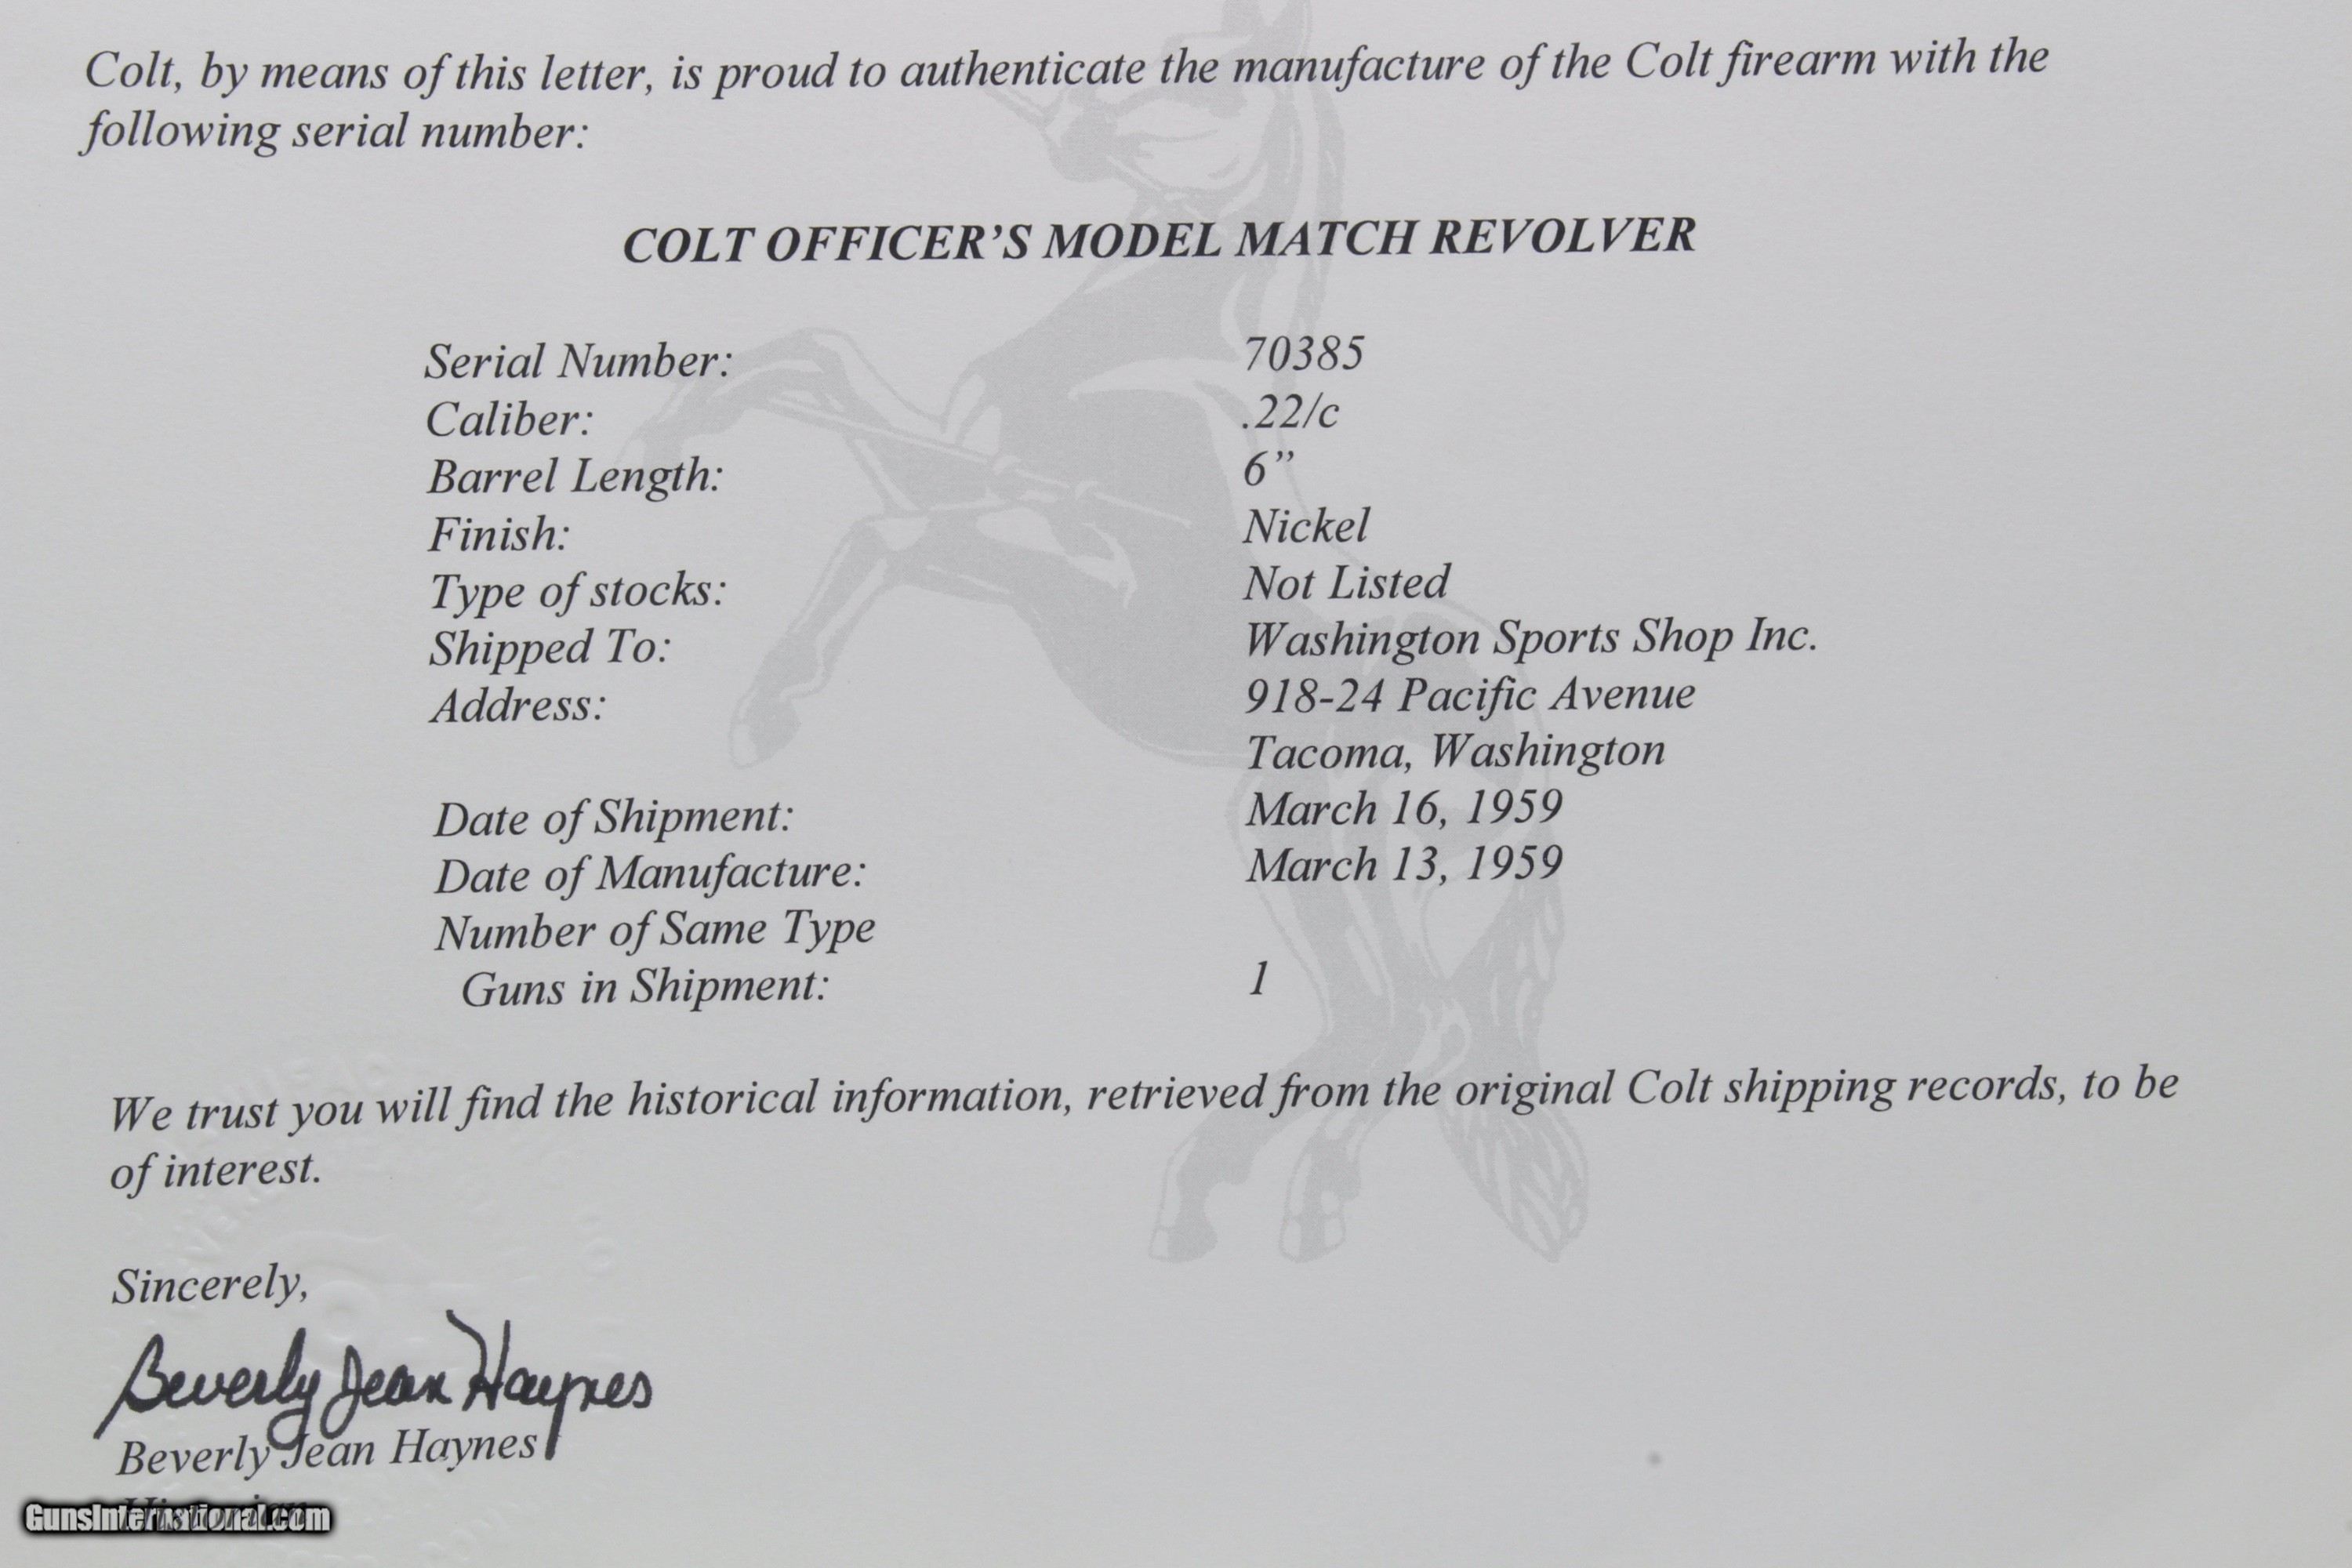 Colt, by means of this letter, is proud to authenticate the manufacture of the Colt firearm with the
following serial number:
COLT OFFICER’S MODEL MATCH REVOLVER
Serial Number: 70385
Caliber: .22/c
Barrel Length: 6”
Finish: Nickel
Type of stocks: Not Listed
Shipped To: Washington Sports Shop Inc.
Address: 918-24 Pacific Avenue
Tacoma, Washington
Date of Shipment: March 16, 1959
Date of Manufacture: March 13, 1959
Number of Same Type
Guns in Shipment: 1
We trust you will find the historical information, retrieved from the original Colt shipping records, to be
of interest.
Sincerely,
Beverly Jean Haynes
Beverly Jean Haynes
Historian
GunsInternational.com